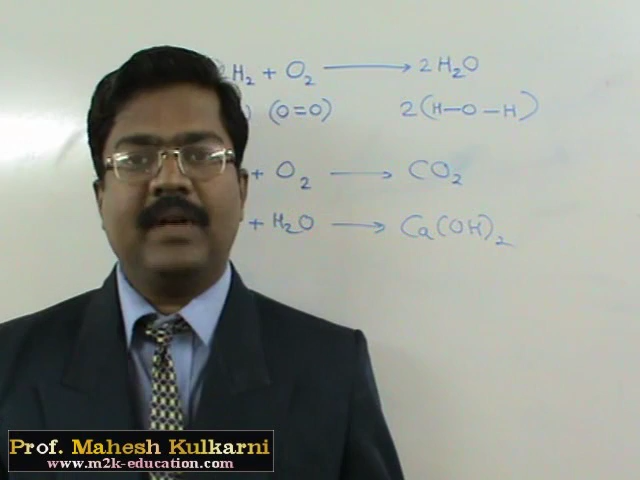 2H₂ + O₂ ⟶ 2H₂O
) (O=O) 2(H—O—H)
+ O₂ ⟶ CO₂
+ H₂O ⟶ Ca(OH)₂
Prof. Mahesh Kulkarni
www.m2k-education.com